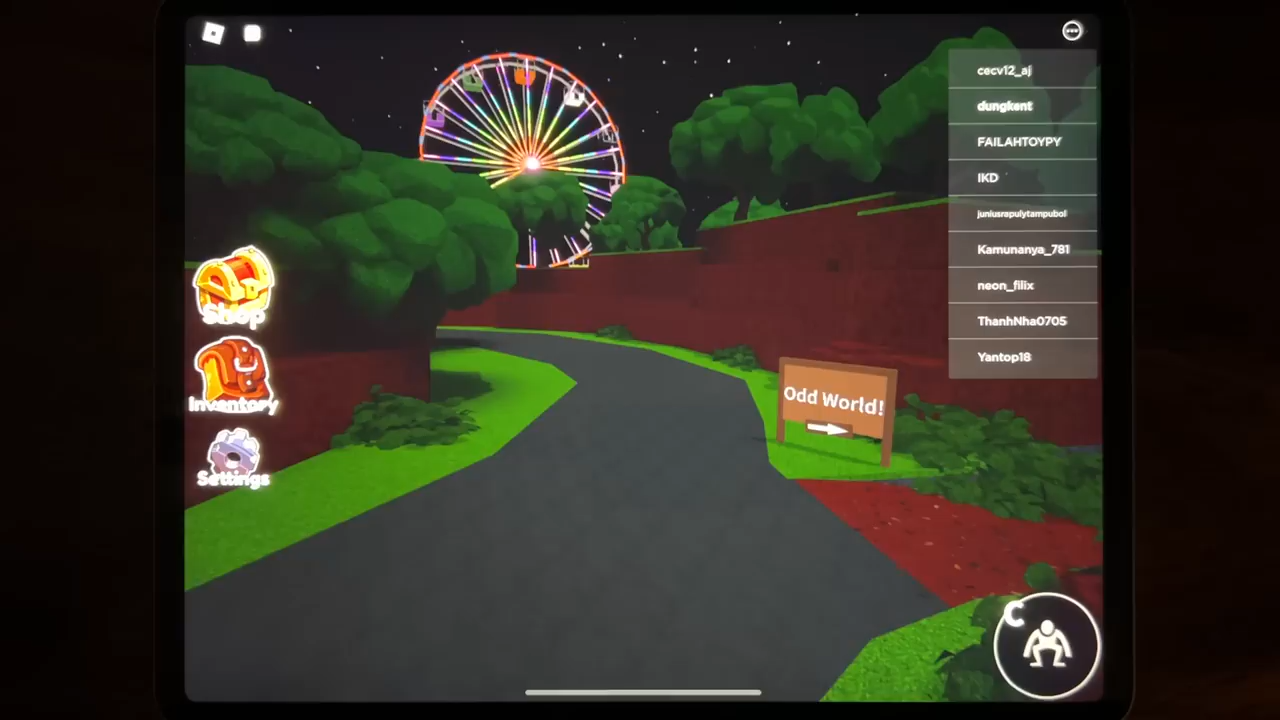 cecv12_aj
dungkent
FAILAHTOYPY
IKD
juniusrapulytampubol
Kamunanya_781
neon_filix
ThanhNha0705
Yantop18
Shop
Inventory
Settings
Odd World!
C